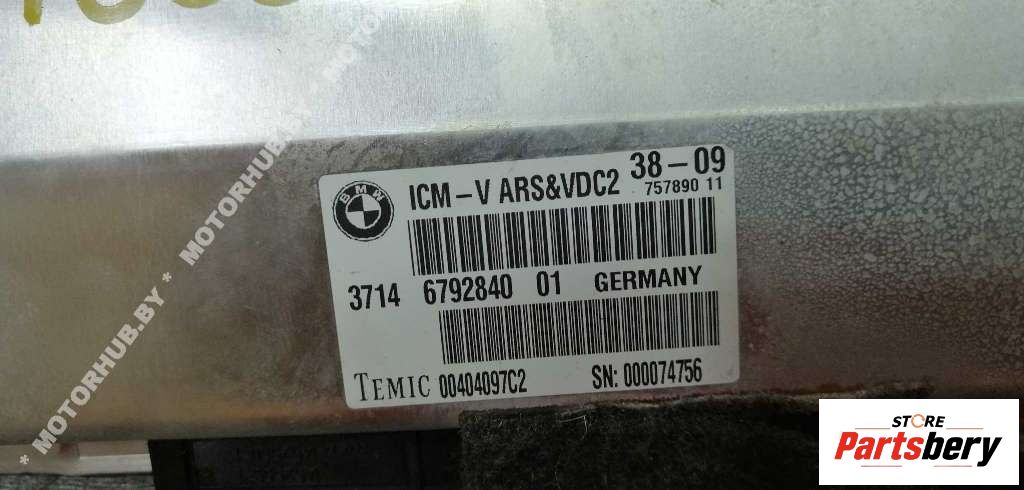 BMW
ICM-V ARS&VDC2 38-09
757890 11
3714 6792840 01 GERMANY
TEMIC 00404097C2 SN: 000074756
* MOTORHUB.BY * MOTORHUB.BY
STORE
Partsbery